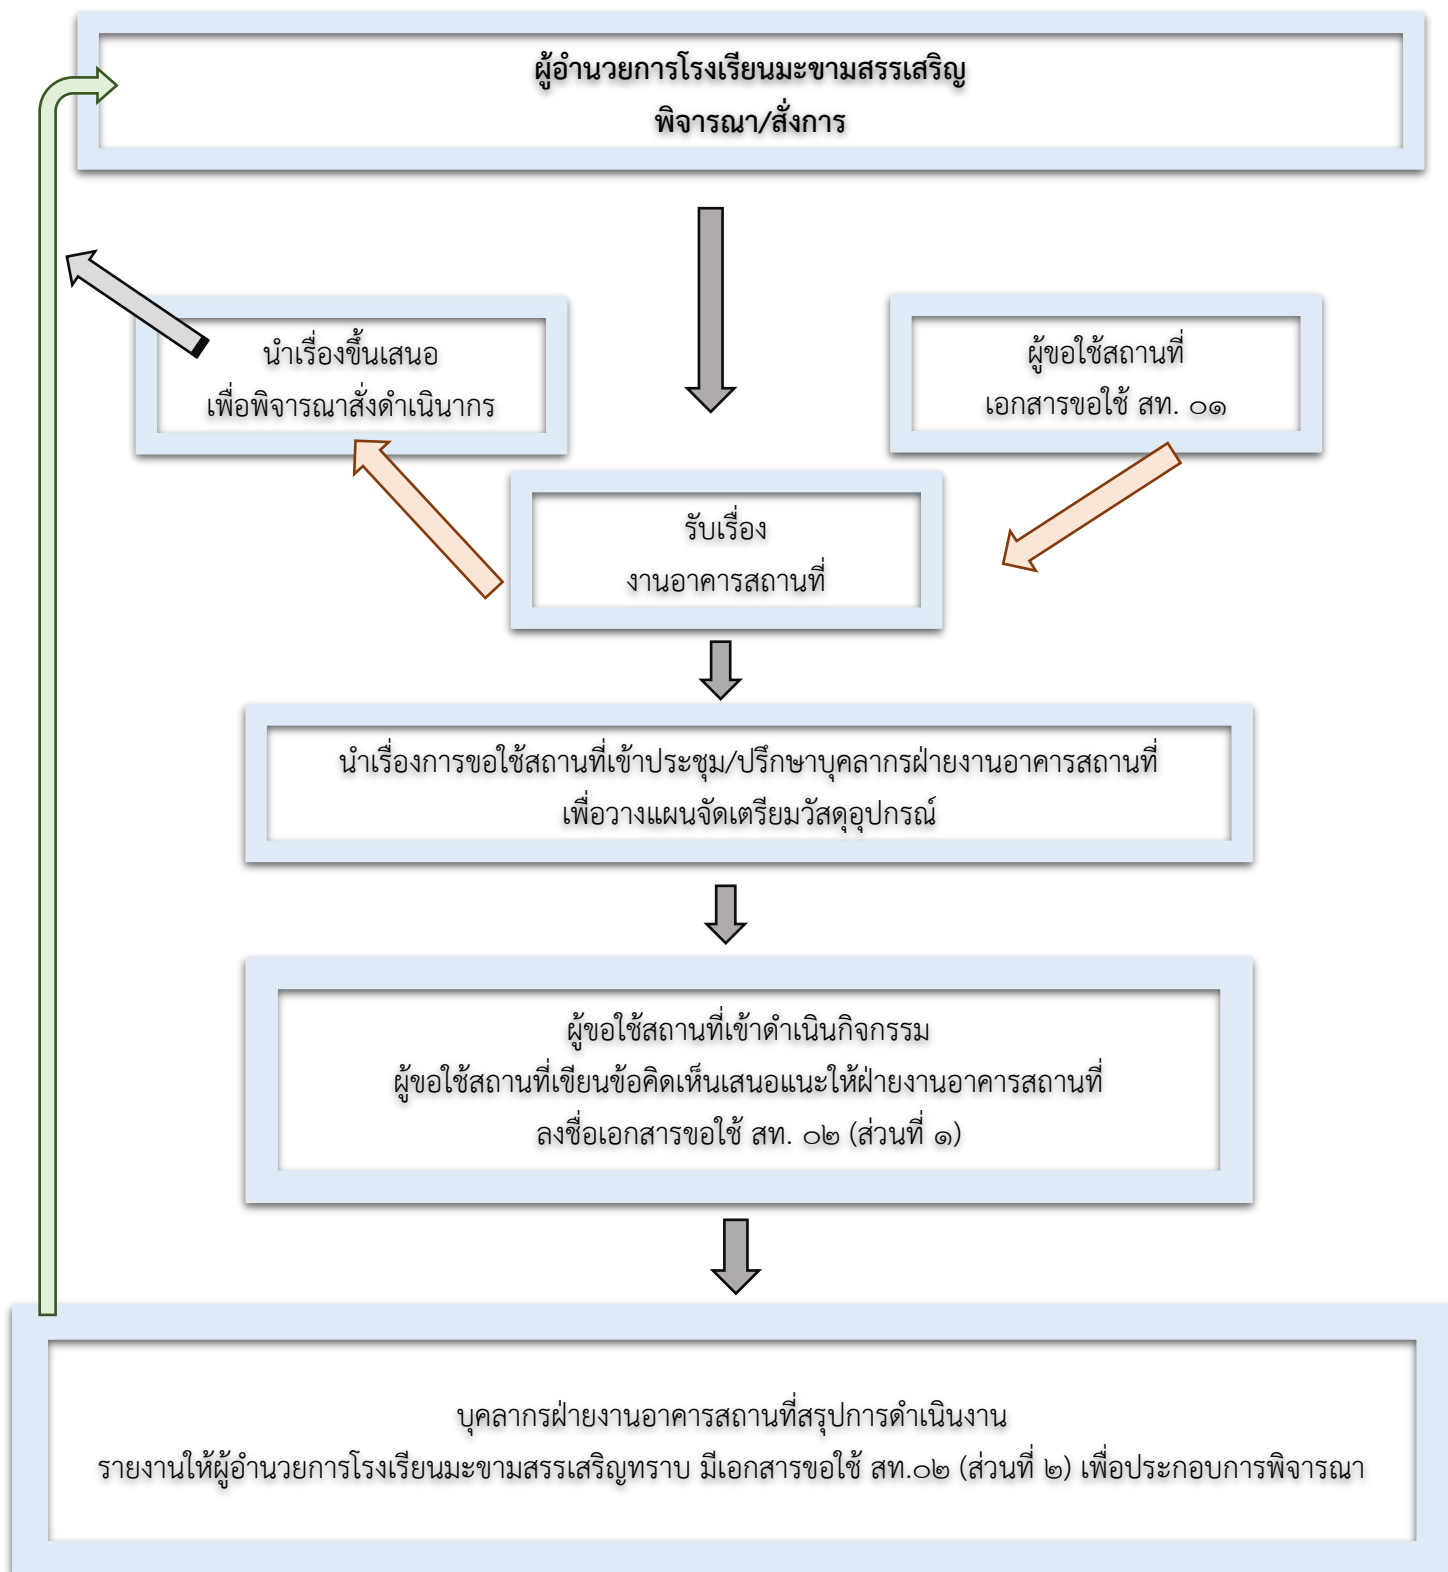 ผู้อำนวยการโรงเรียนมะขามสรรเสริญ
พิจารณา/สั่งการ
นำเรื่องขึ้นเสนอ
เพื่อพิจารณาสั่งดำเนินากร
ผู้ขอใช้สถานที่
เอกสารขอใช้ สท. ๐๑
รับเรื่อง
งานอาคารสถานที่
นำเรื่องการขอใช้สถานที่เข้าประชุม/ปรึกษาบุคลากรฝ่ายงานอาคารสถานที่
เพื่อวางแผนจัดเตรียมวัสดุอุปกรณ์
ผู้ขอใช้สถานที่เข้าดำเนินกิจกรรม
ผู้ขอใช้สถานที่เขียนข้อคิดเห็นเสนอแนะให้ฝ่ายงานอาคารสถานที่
ลงชื่อเอกสารขอใช้ สท. ๐๒ (ส่วนที่ ๑)
บุคลากรฝ่ายงานอาคารสถานที่สรุปการดำเนินงาน
รายงานให้ผู้อำนวยการโรงเรียนมะขามสรรเสริญทราบ มีเอกสารขอใช้ สท.๐๒ (ส่วนที่ ๒) เพื่อประกอบการพิจารณา